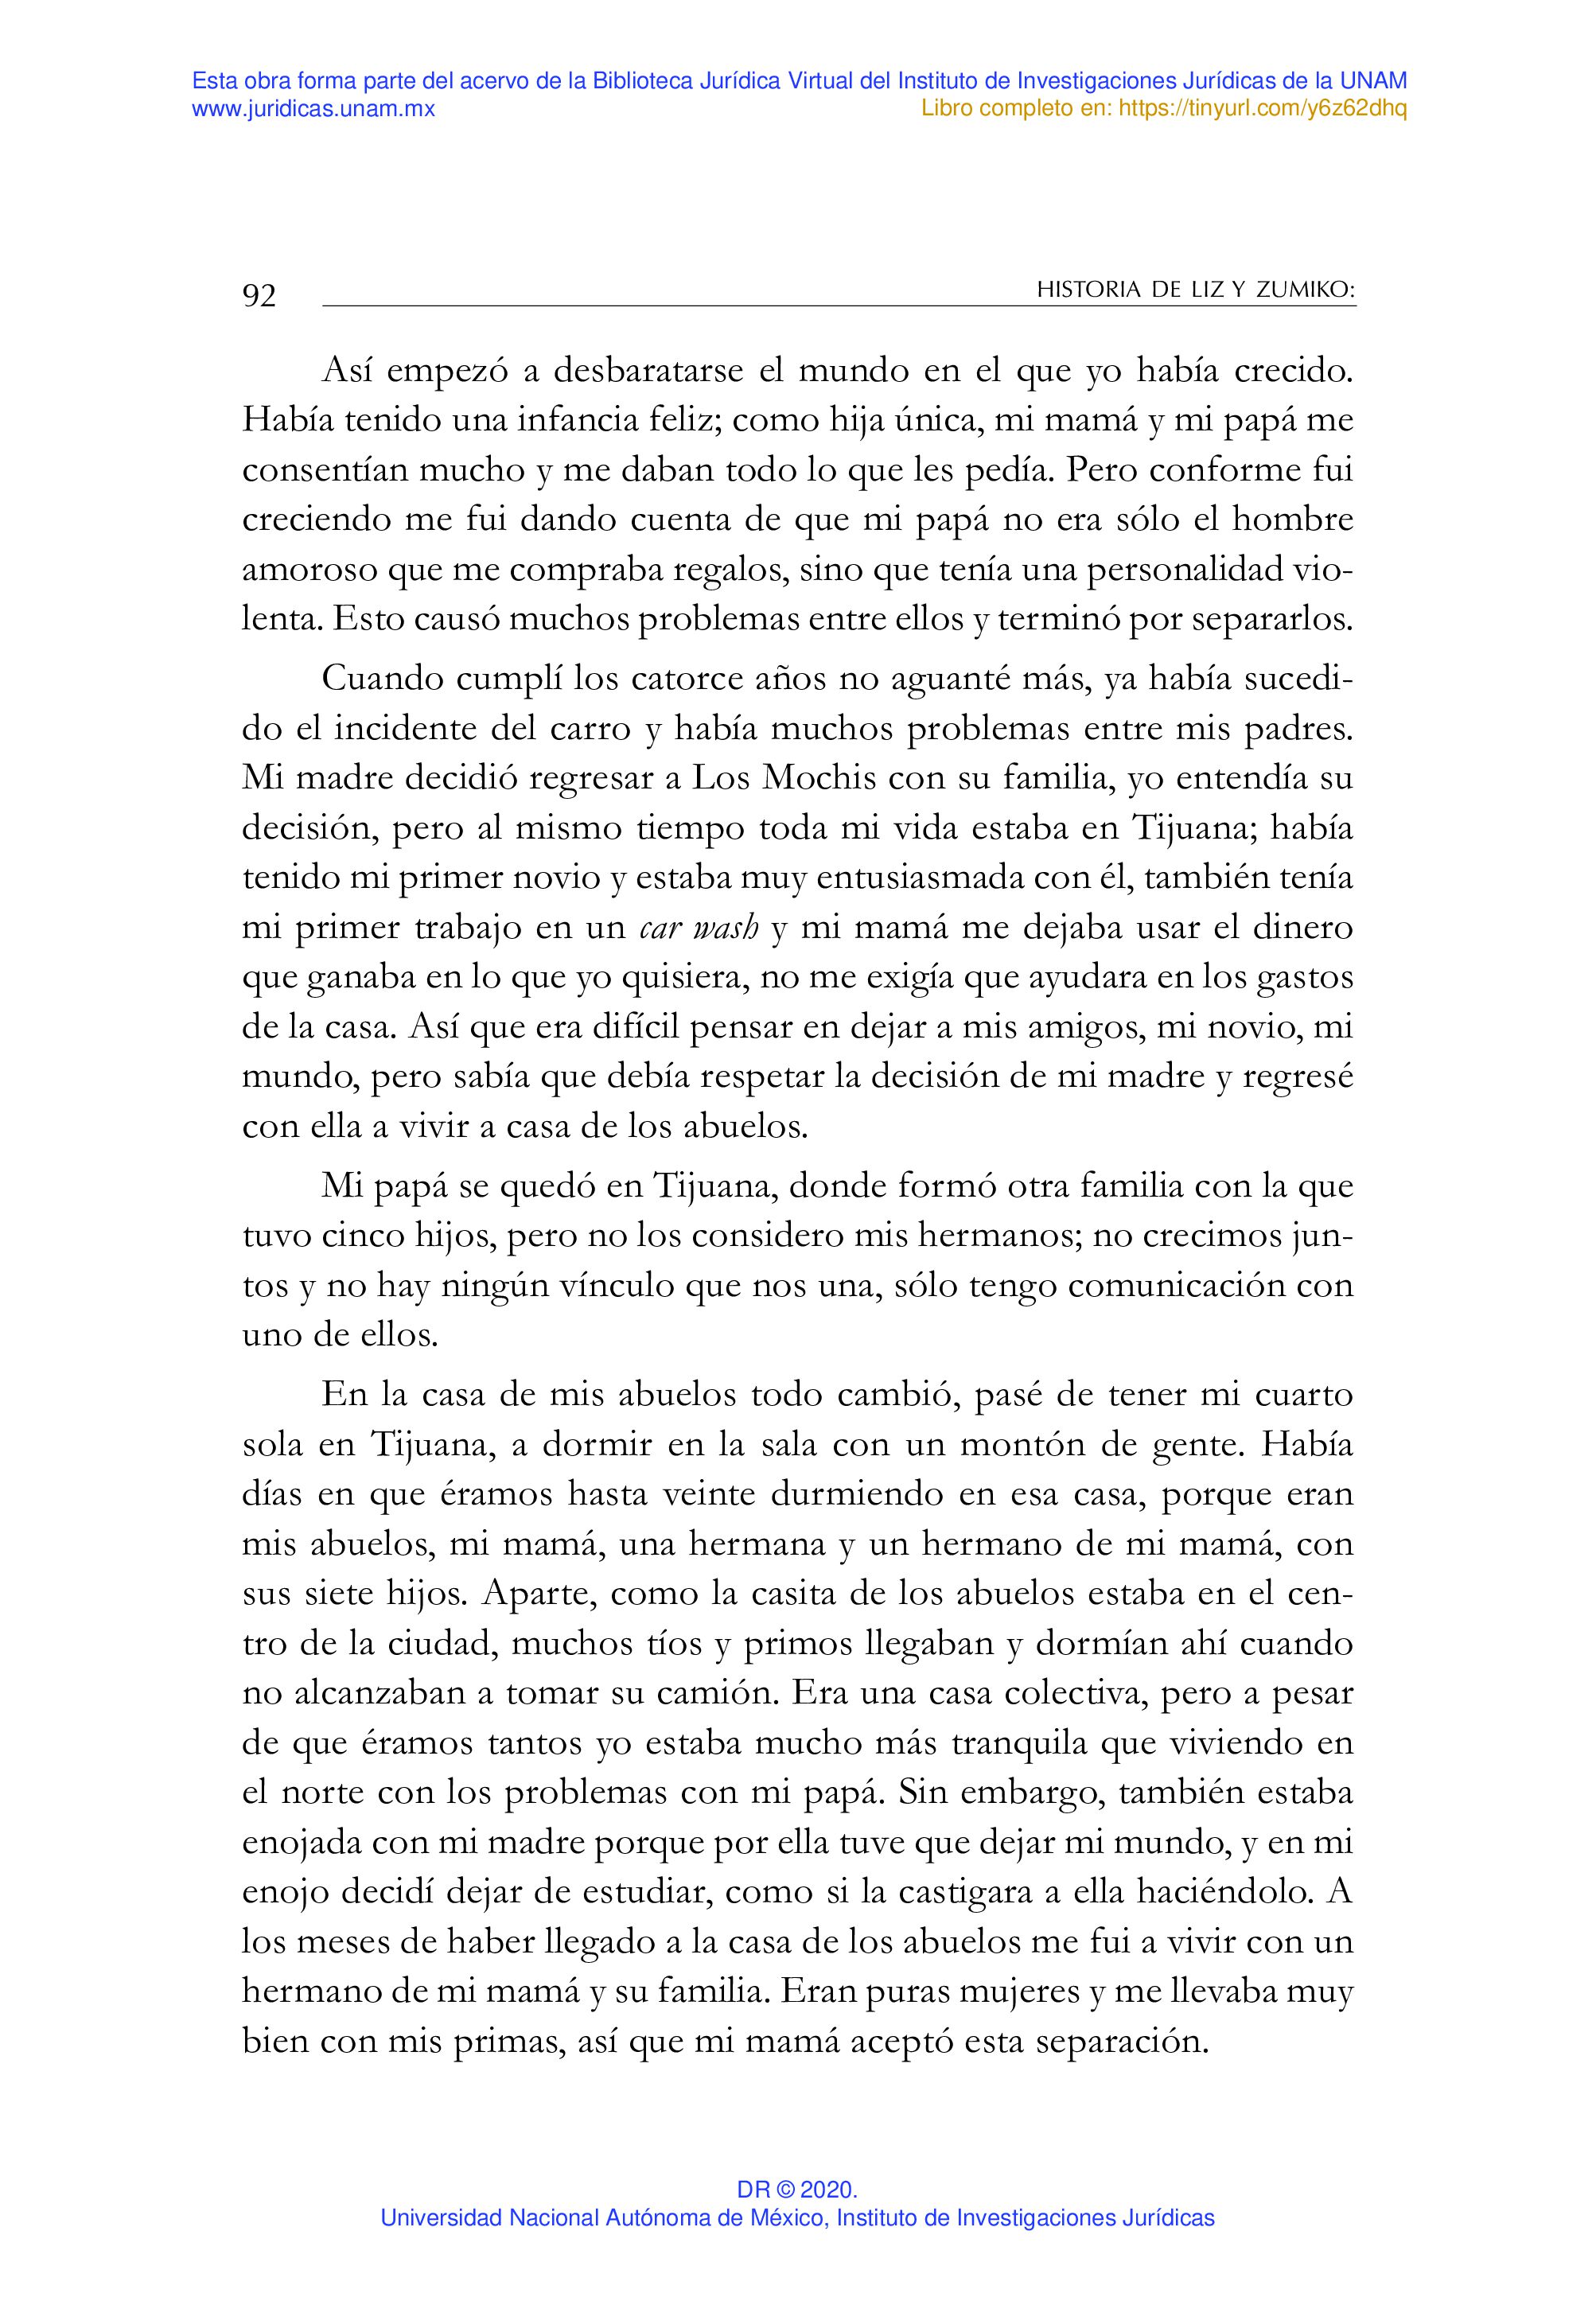 Esta obra forma parte del acervo de la Biblioteca Jurídica Virtual del Instituto de Investigaciones Jurídicas de la UNAM
www.juridicas.unam.mx Libro completo en: https://tinyurl.com/y6z62dhq
92 HISTORIA DE LIZ Y ZUMIKO:
Así empezó a desbaratarse el mundo en el que yo había crecido.
Había tenido una infancia feliz; como hija única, mi mamá y mi papá me
consentían mucho y me daban todo lo que les pedía. Pero conforme fui
creciendo me fui dando cuenta de que mi papá no era sólo el hombre
amoroso que me compraba regalos, sino que tenía una personalidad vio-
lenta. Esto causó muchos problemas entre ellos y terminó por separarlos.
Cuando cumplí los catorce años no aguanté más, ya había sucedi-
do el incidente del carro y había muchos problemas entre mis padres.
Mi madre decidió regresar a Los Mochis con su familia, yo entendía su
decisión, pero al mismo tiempo toda mi vida estaba en Tijuana; había
tenido mi primer novio y estaba muy entusiasmada con él, también tenía
mi primer trabajo en un car wash y mi mamá me dejaba usar el dinero
que ganaba en lo que yo quisiera, no me exigía que ayudara en los gastos
de la casa. Así que era difícil pensar en dejar a mis amigos, mi novio, mi
mundo, pero sabía que debía respetar la decisión de mi madre y regresé
con ella a vivir a casa de los abuelos.
Mi papá se quedó en Tijuana, donde formó otra familia con la que
tuvo cinco hijos, pero no los considero mis hermanos; no crecimos jun-
tos y no hay ningún vínculo que nos una, sólo tengo comunicación con
uno de ellos.
En la casa de mis abuelos todo cambió, pasé de tener mi cuarto
sola en Tijuana, a dormir en la sala con un montón de gente. Había
días en que éramos hasta veinte durmiendo en esa casa, porque eran
mis abuelos, mi mamá, una hermana y un hermano de mi mamá, con
sus siete hijos. Aparte, como la casita de los abuelos estaba en el cen-
tro de la ciudad, muchos tíos y primos llegaban y dormían ahí cuando
no alcanzaban a tomar su camión. Era una casa colectiva, pero a pesar
de que éramos tantos yo estaba mucho más tranquila que viviendo en
el norte con los problemas con mi papá. Sin embargo, también estaba
enojada con mi madre porque por ella tuve que dejar mi mundo, y en mi
enojo decidí dejar de estudiar, como si la castigara a ella haciéndolo. A
los meses de haber llegado a la casa de los abuelos me fui a vivir con un
hermano de mi mamá y su familia. Eran puras mujeres y me llevaba muy
bien con mis primas, así que mi mamá aceptó esta separación.
DR © 2020.
Universidad Nacional Autónoma de México, Instituto de Investigaciones Jurídicas